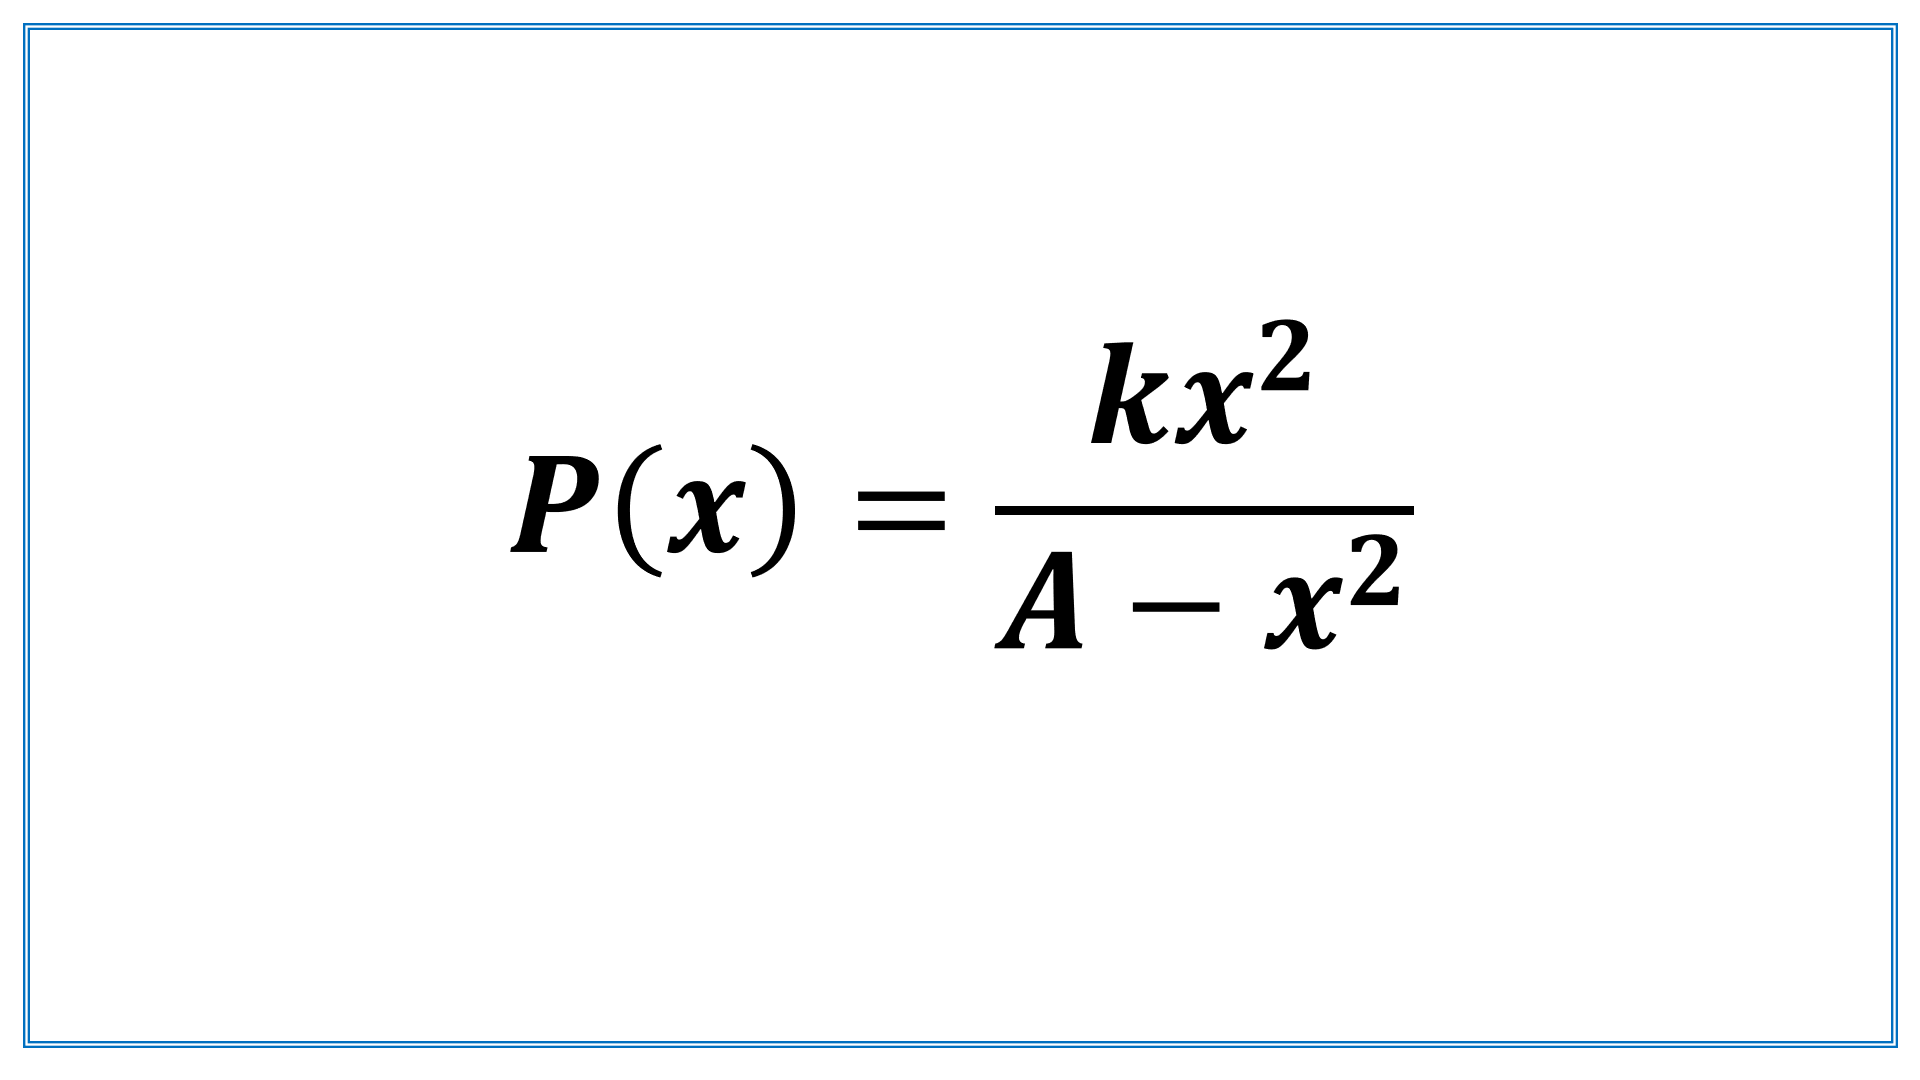 P(x) = kx² / A − x²